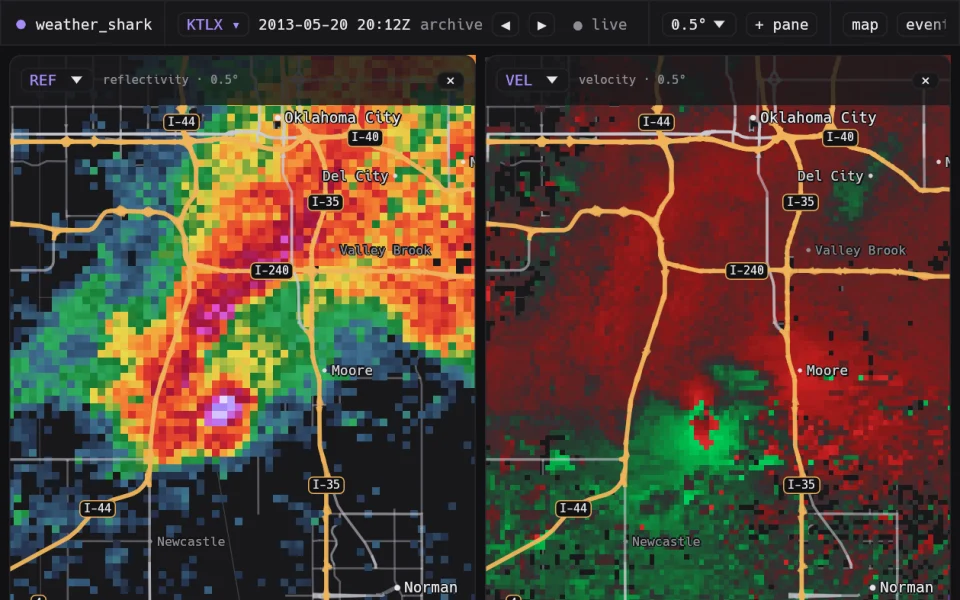 weather_shark KTLX ▾ 2013-05-20 20:12Z archive ◀ ▶ ● live 0.5° ▼ + pane map
REF ▼ reflectivity · 0.5° ×
I-44
Oklahoma City
I-40
Del City
I-35
Valley Brook
I-240
Moore
I-35
I-44
Newcastle
Norman
VEL ▼ velocity · 0.5° ×
I-44
Oklahoma City
I-40
Del City
I-35
Valley Brook
I-240
Moore
I-35
I-44
Newcastle
Norman